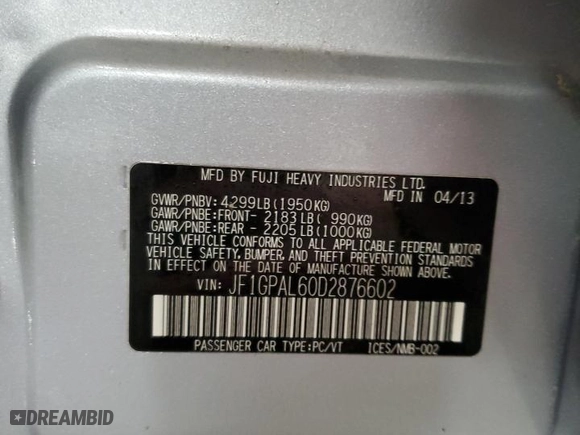 MFD BY FUJI HEAVY INDUSTRIES LTD.
MFD IN 04/13
GVWR/PNBV: 4299LB (1950KG)
GAWR/PNBE:FRONT- 2183LB ( 990KG)
GAWR/PNBE:REAR - 2205LB (1000KG)
THIS VEHICLE CONFORMS TO ALL APPLICABLE FEDERAL MOTOR
VEHICLE SAFETY, BUMPER, AND THEFT PREVENTION STANDARDS
IN EFFECT ON THE DATE OF MANUFACTURE SHOWN ABOVE.
VIN: JF1GPAL60D2876602
PASSENGER CAR TYPE:PC/VT ICES/NMB-002
DREAMBID